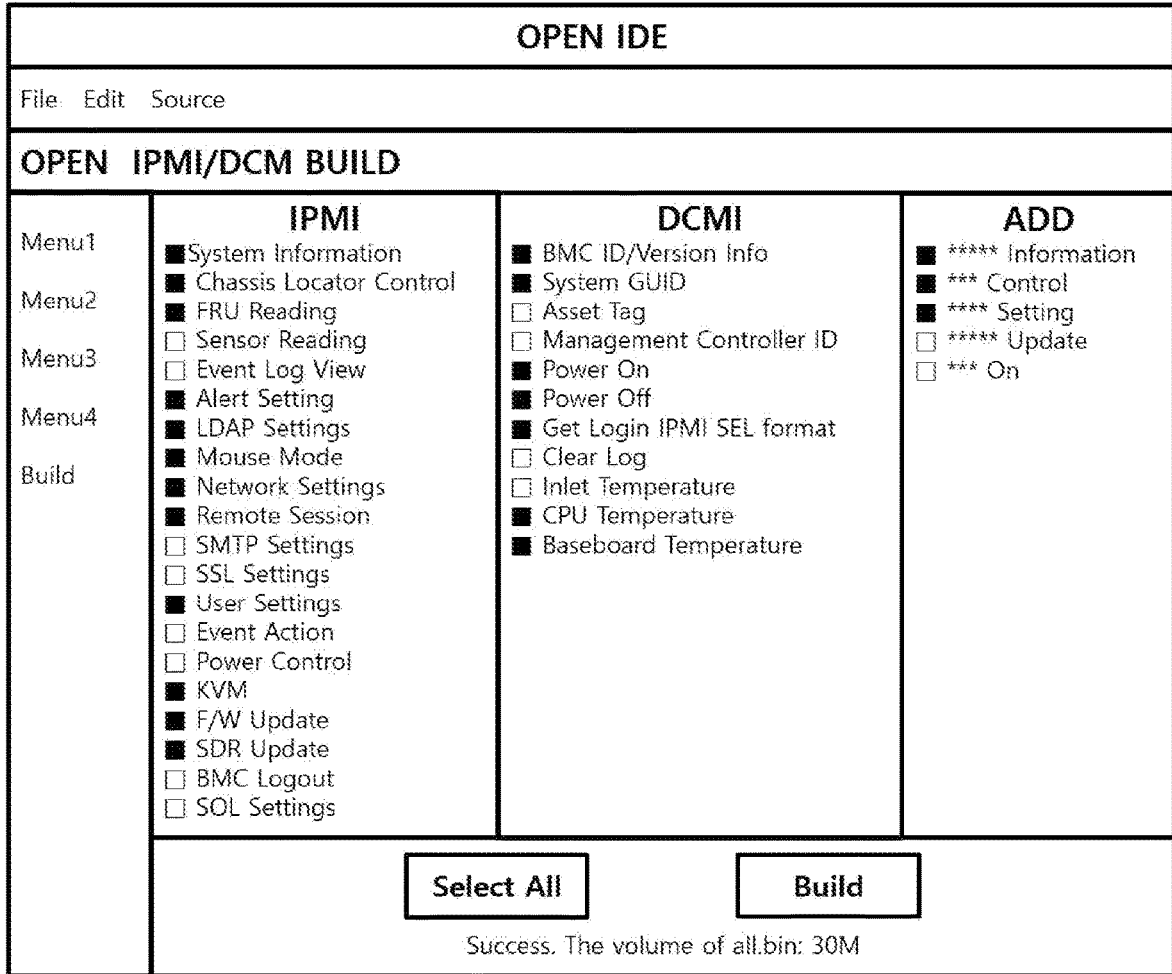 OPEN IDE
File Edit Source
OPEN IPMI/DCM BUILD
Menu1
Menu2
Menu3
Menu4
Build
IPMI
■System Information
■ Chassis Locator Control
■ FRU Reading
□ Sensor Reading
□ Event Log View
■ Alert Setting
■ LDAP Settings
■ Mouse Mode
■ Network Settings
■ Remote Session
□ SMTP Settings
□ SSL Settings
■ User Settings
□ Event Action
□ Power Control
■ KVM
■ F/W Update
■ SDR Update
□ BMC Logout
□ SOL Settings
DCMI
■ BMC ID/Version Info
■ System GUID
□ Asset Tag
□ Management Controller ID
■ Power On
■ Power Off
■ Get Login IPMI SEL format
□ Clear Log
□ Inlet Temperature
■ CPU Temperature
■ Baseboard Temperature
ADD
■ ***** Information
■ *** Control
■ **** Setting
□ ***** Update
□ *** On
Select All
Build
Success. The volume of all.bin: 30M